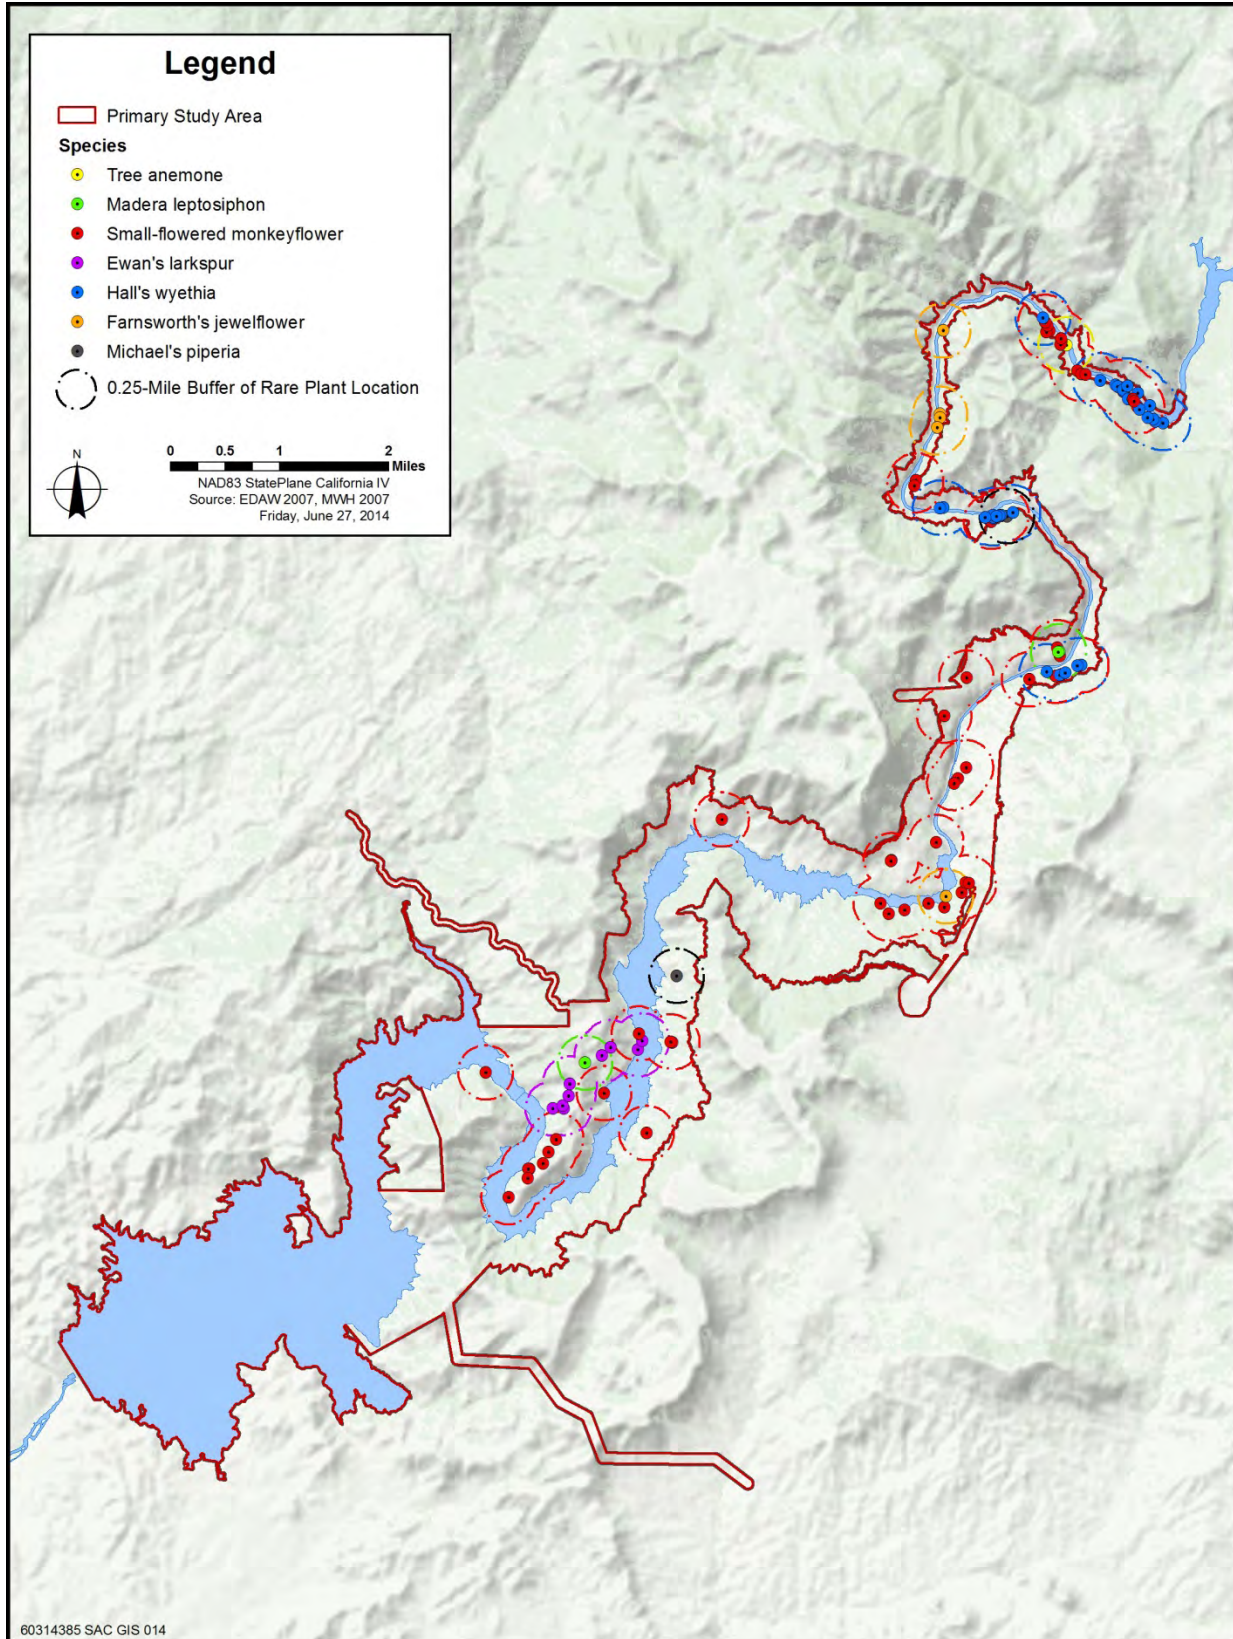 Legend
Primary Study Area
Species
Tree anemone
Madera leptosiphon
Small-flowered monkeyflower
Ewan's larkspur
Hall's wyethia
Farnsworth's jewelflower
Michael's piperia
0.25-Mile Buffer of Rare Plant Location
N
0 0.5 1 2
Miles
NAD83 StatePlane California IV
Source: EDAW 2007, MWH 2007
Friday, June 27, 2014
60314385 SAC GIS 014